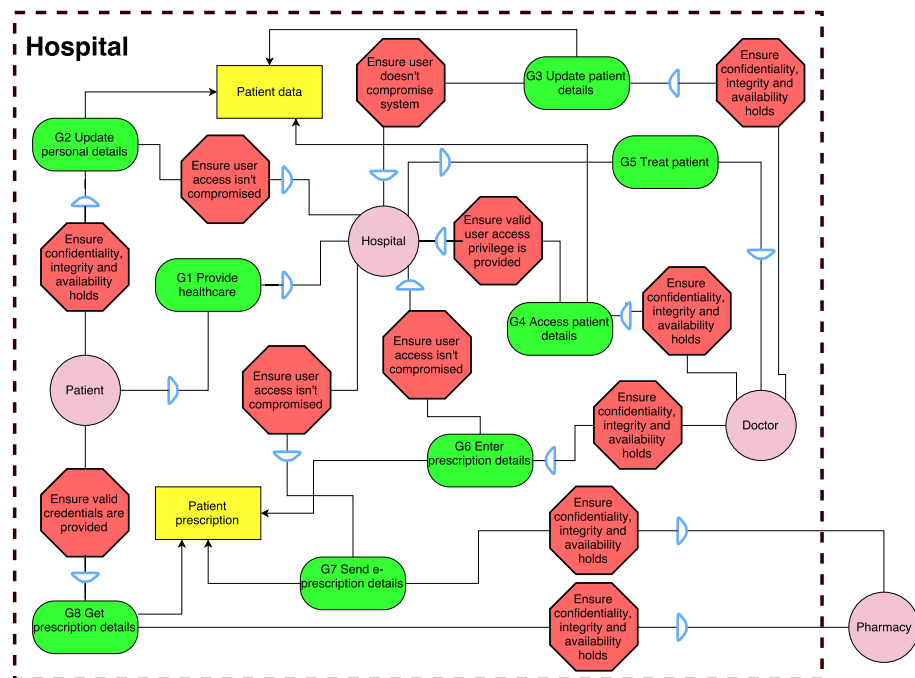 Hospital
Ensure user
doesn't
compromise
system
G3 Update patient
details
Ensure
confidentiality,
integrity and
availability
holds
Patient data
G2 Update
personal details
Ensure user
access isn't
compromised
G5 Treat patient
Ensure
confidentiality,
integrity and
availability
holds
Hospital
Ensure valid
user access
privilege is
provided
G1 Provide
healthcare
Ensure
confidentiality,
integrity and
availability
holds
G4 Access patient
details
Ensure user
access isn't
compromised
Ensure user
access isn't
compromised
Patient
Ensure
confidentiality,
integrity and
availability
holds
Doctor
G6 Enter
prescription details
Ensure valid
credentials are
provided
Patient
prescription
Ensure
confidentiality,
integrity and
availability
holds
G7 Send e-
prescription details
G8 Get
prescription details
Ensure
confidentiality,
integrity and
availability
holds
Pharmacy